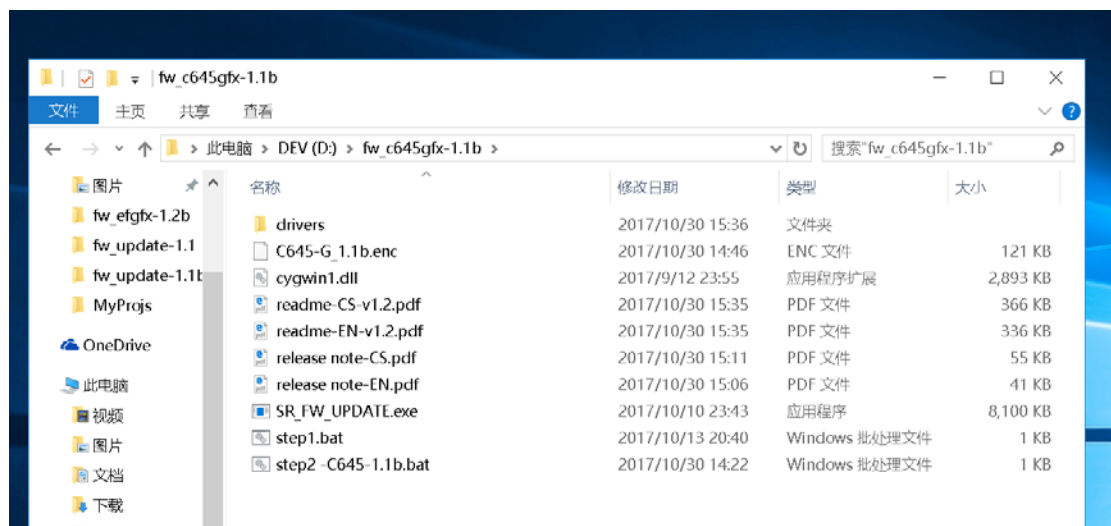 fw_c645gfx-1.1b
文件 主页 共享 查看
此电脑 > DEV (D:) > fw_c645gfx-1.1b > 搜索"fw_c645gfx-1.1b"
图片 名称 修改日期 类型 大小
fw_efgfx-1.2b drivers 2017/10/30 15:36 文件夹
C645-G_1.1b.enc 2017/10/30 14:46 ENC 文件 121 KB
fw_update-1.1 cygwin1.dll 2017/9/12 23:55 应用程序扩展 2,893 KB
fw_update-1.1b readme-CS-v1.2.pdf 2017/10/30 15:35 PDF 文件 366 KB
MyProjs readme-EN-v1.2.pdf 2017/10/30 15:35 PDF 文件 336 KB
OneDrive release note-CS.pdf 2017/10/30 15:11 PDF 文件 55 KB
此电脑 release note-EN.pdf 2017/10/30 15:06 PDF 文件 41 KB
视频 SR_FW_UPDATE.exe 2017/10/10 23:43 应用程序 8,100 KB
图片 step1.bat 2017/10/13 20:40 Windows 批处理文件 1 KB
文档 step2 -C645-1.1b.bat 2017/10/30 14:22 Windows 批处理文件 1 KB
下载